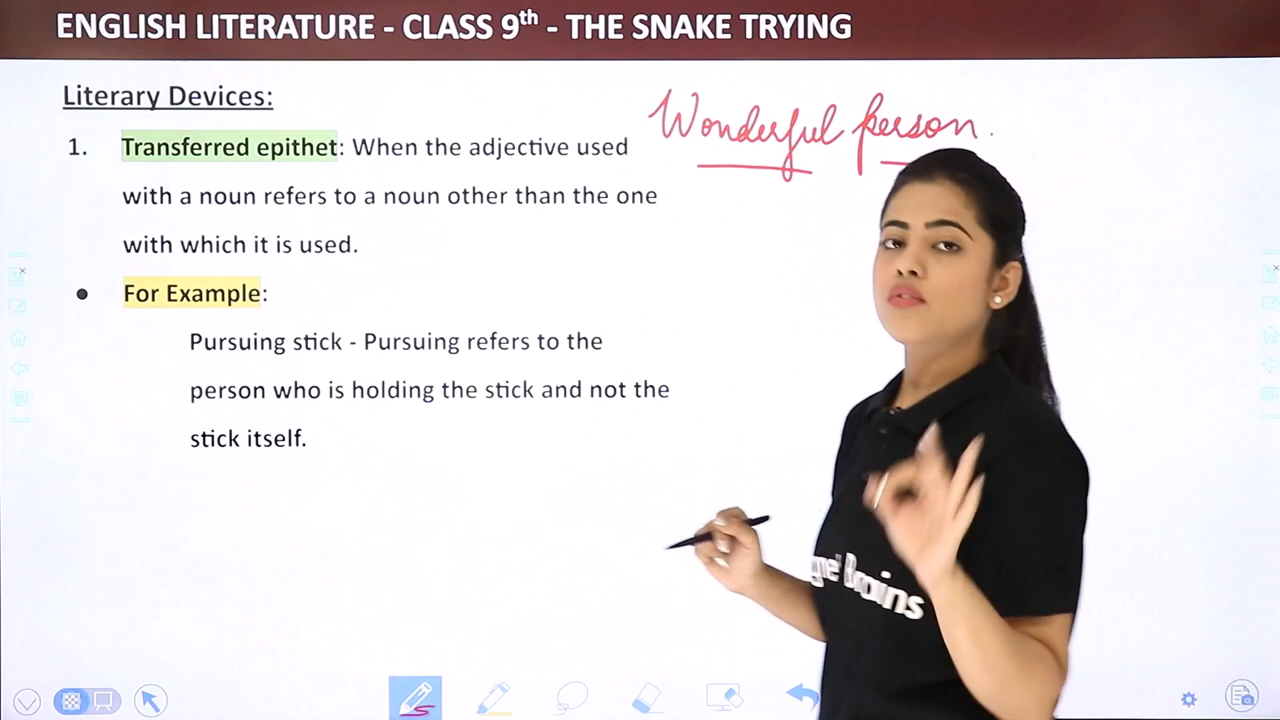 ENGLISH LITERATURE - CLASS 9th - THE SNAKE TRYING
Literary Devices:
Wonderful person.
1. Transferred epithet: When the adjective used
with a noun refers to a noun other than the one
with which it is used.
● For Example:
Pursuing stick - Pursuing refers to the
person who is holding the stick and not the
stick itself.
Brains